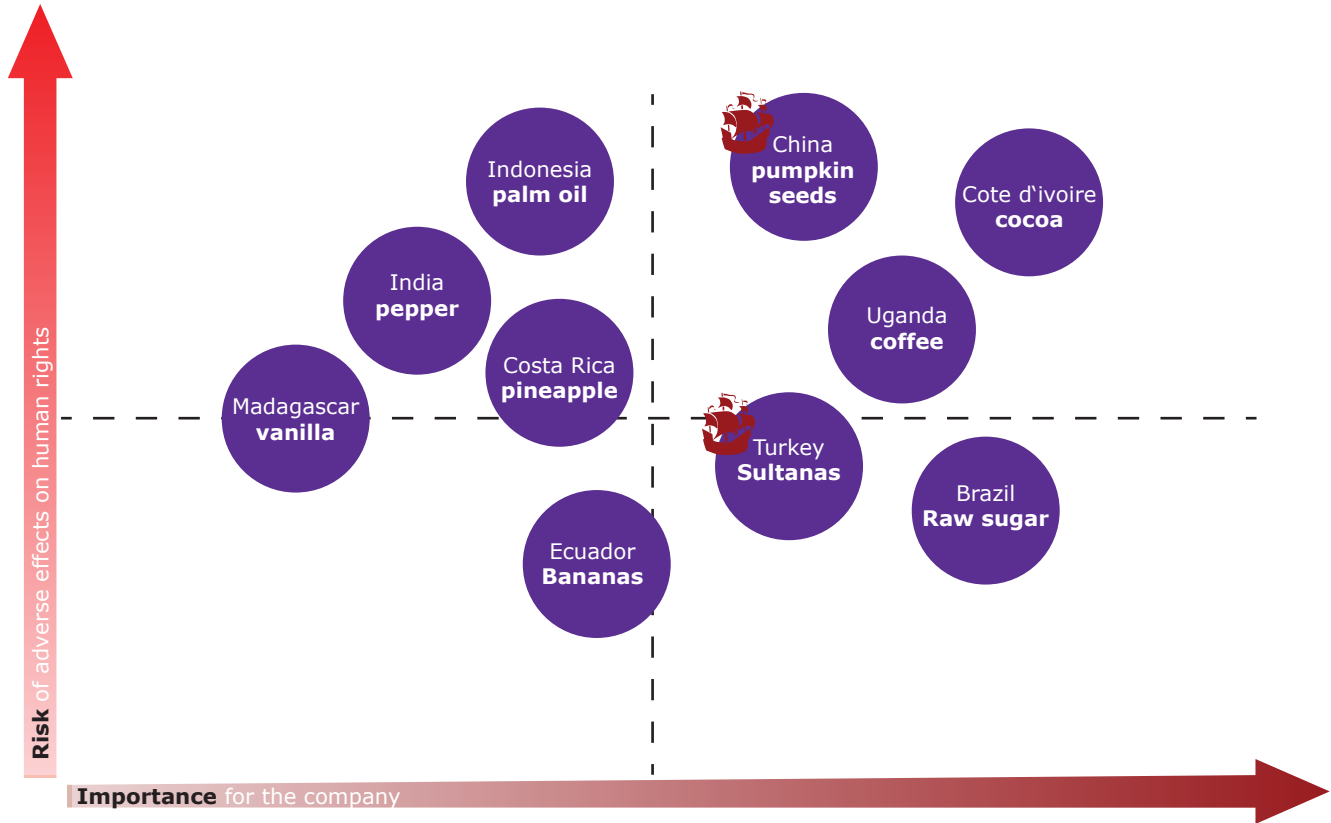 Risk of adverse effects on human rights
Indonesia
palm oil
China
pumpkin
seeds
Cote d‘ivoire
cocoa
India
pepper
Uganda
coffee
Costa Rica
pineapple
Madagascar
vanilla
Turkey
Sultanas
Brazil
Raw sugar
Ecuador
Bananas
Importance for the company